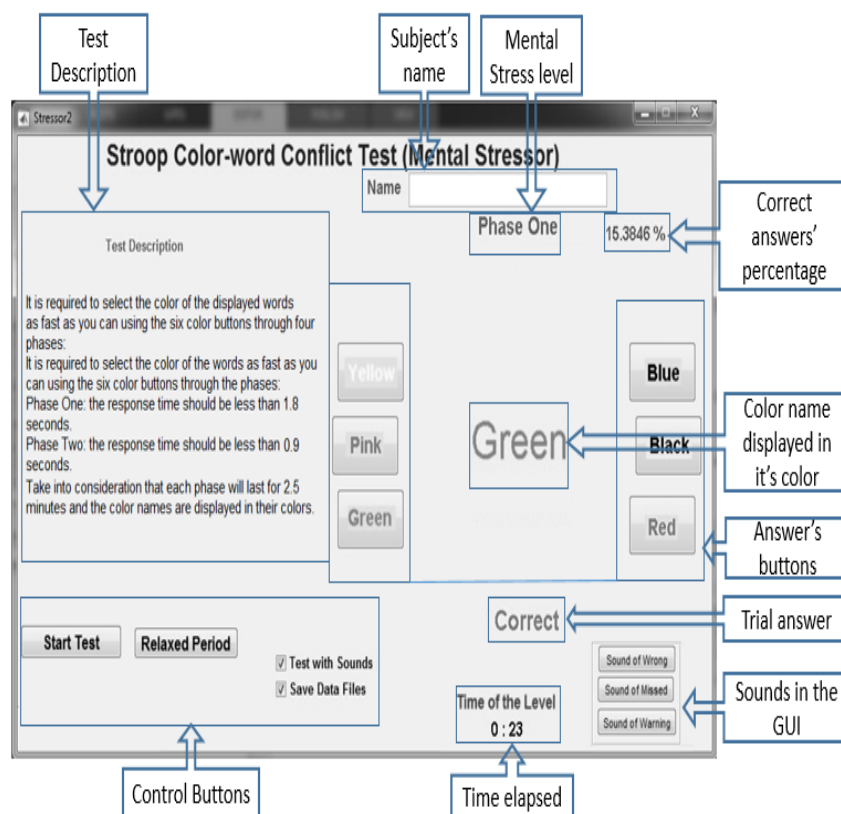 Test
Description
Subject's
name
Mental
Stress level
Stressor2
Stroop Color-word Conflict Test (Mental Stressor)
Name
Phase One
15.3846 %
Correct
answers'
percentage
Test Description
It is required to select the color of the displayed words
as fast as you can using the six color buttons through four
phases:
It is required to select the color of the words as fast as you
can using the six color buttons through the phases:
Phase One: the response time should be less than 1.8
seconds.
Phase Two: the response time should be less than 0.9
seconds.
Take into consideration that each phase will last for 2.5
minutes and the color names are displayed in their colors.
Yellow
Pink
Green
Green
Blue
Black
Red
Color name
displayed in
it's color
Answer's
buttons
Correct
Trial answer
Start Test
Relaxed Period
Test with Sounds
Save Data Files
Time of the Level
0 : 23
Sound of Wrong
Sound of Missed
Sound of Warning
Sounds in the
GUI
Control Buttons
Time elapsed